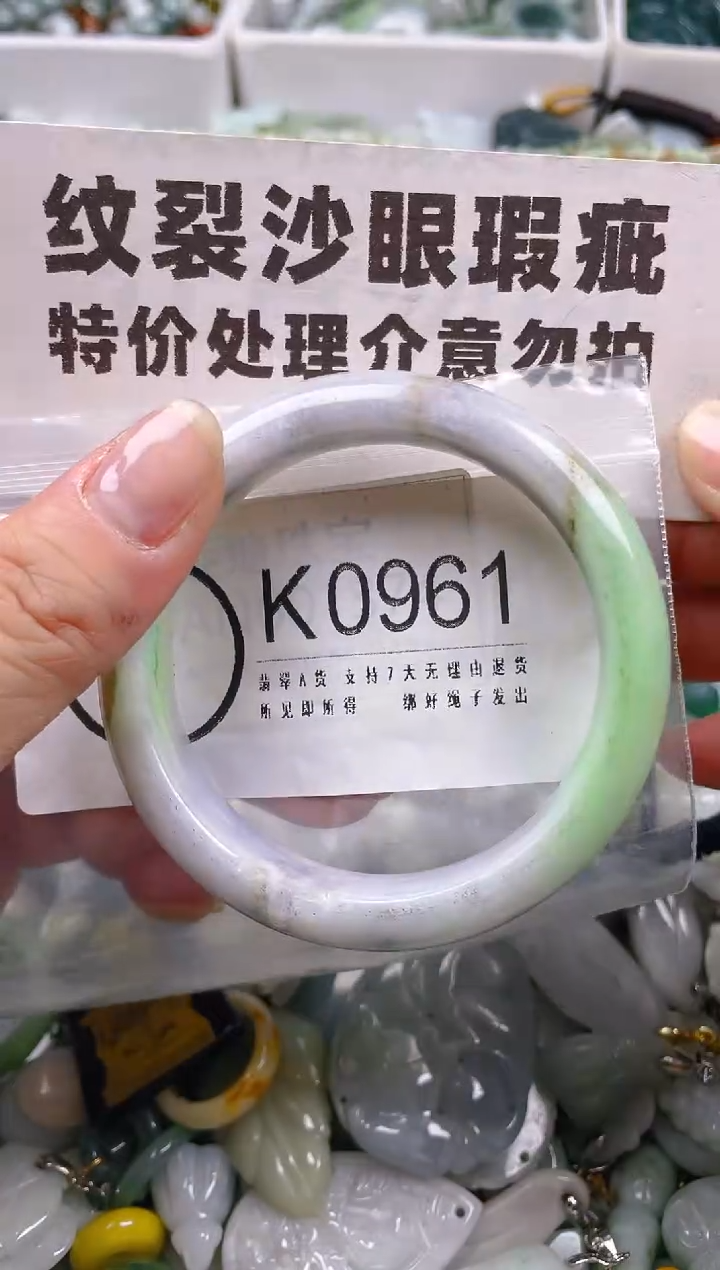 纹裂沙眼瑕疵
特价处理介意勿拍
K0961
翡翠A货 支持7大无理由退货
所见即所得 绑好绳子发出